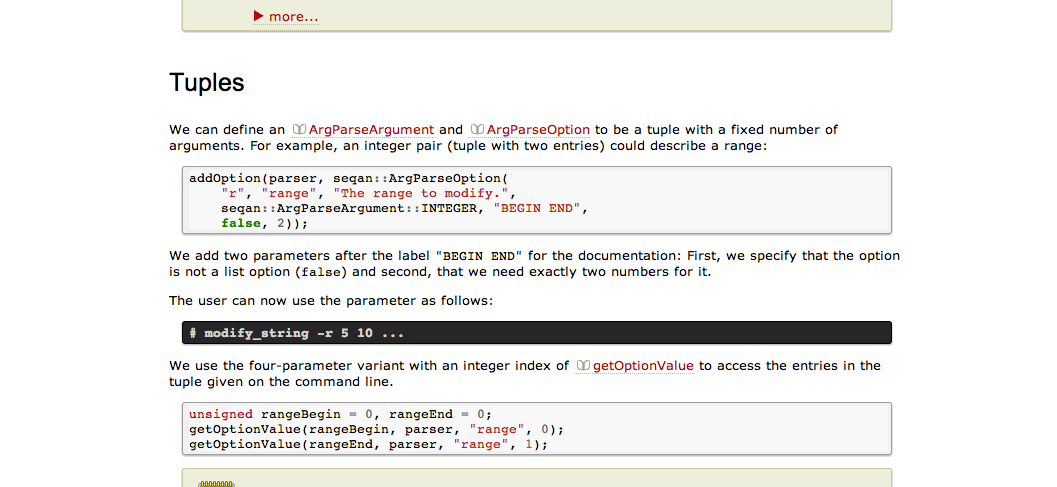 ▶ more...
Tuples
We can define an ArgParseArgument and ArgParseOption to be a tuple with a fixed number of
arguments. For example, an integer pair (tuple with two entries) could describe a range:
addOption(parser, seqan::ArgParseOption(
    "r", "range", "The range to modify.",
    seqan::ArgParseArgument::INTEGER, "BEGIN END",
    false, 2));
We add two parameters after the label "BEGIN END" for the documentation: First, we specify that the option
is not a list option (false) and second, that we need exactly two numbers for it.
The user can now use the parameter as follows:
# modify_string -r 5 10 ...
We use the four-parameter variant with an integer index of getOptionValue to access the entries in the
tuple given on the command line.
unsigned rangeBegin = 0, rangeEnd = 0;
getOptionValue(rangeBegin, parser, "range", 0);
getOptionValue(rangeEnd, parser, "range", 1);